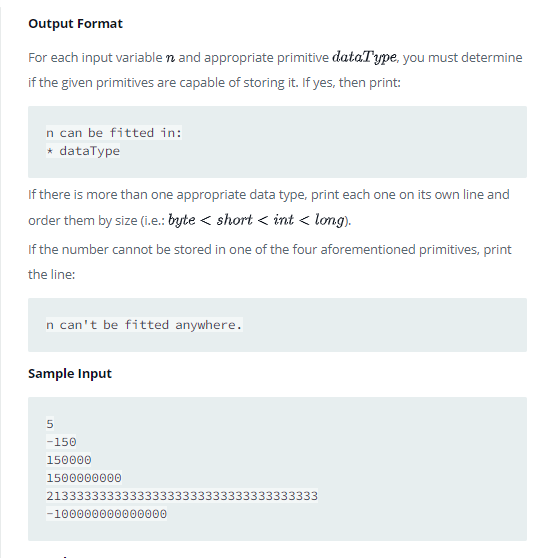 Output Format
For each input variable n and appropriate primitive dataType, you must determine
if the given primitives are capable of storing it. If yes, then print:
n can be fitted in:
* dataType
If there is more than one appropriate data type, print each one on its own line and
order them by size (i.e.: byte < short < int < long).
If the number cannot be stored in one of the four aforementioned primitives, print
the line:
n can't be fitted anywhere.
Sample Input
5
-150
150000
1500000000
213333333333333333333333333333333333
-100000000000000